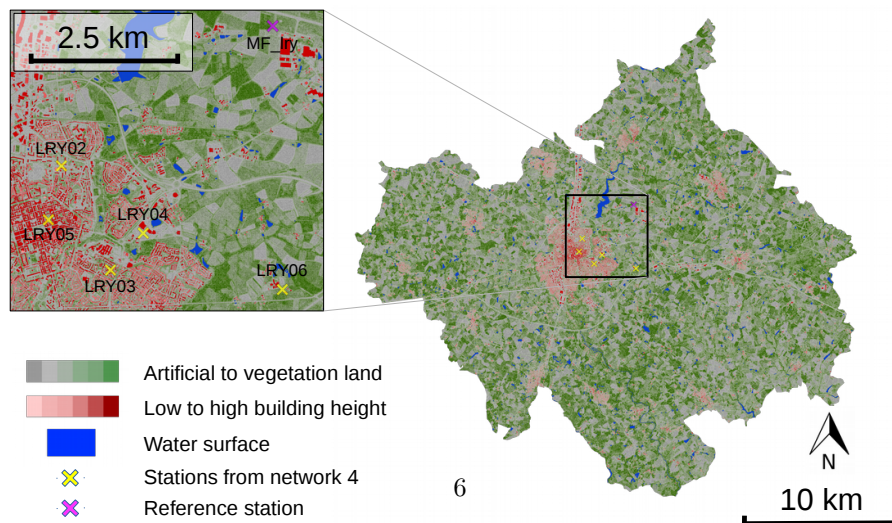 2.5 km
MF_lry
LRY02
LRY04
LRY05
LRY03
LRY06
Artificial to vegetation land
Low to high building height
Water surface
Stations from network 4
Reference station
6
N
10 km